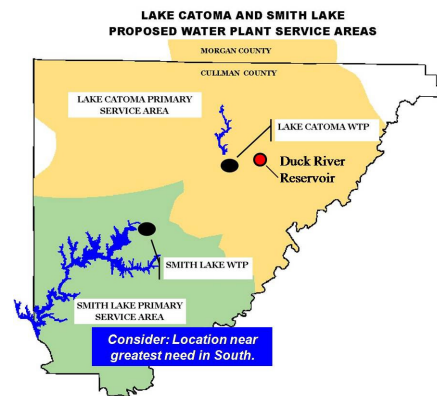 LAKE CATOMA AND SMITH LAKE
PROPOSED WATER PLANT SERVICE AREAS
MORGAN COUNTY
CULLMAN COUNTY
LAKE CATOMA PRIMARY
SERVICE AREA
LAKE CATOMA WTP
Duck River
Reservoir
SMITH LAKE WTP
SMITH LAKE PRIMARY
SERVICE AREA
Consider: Location near
greatest need in South.